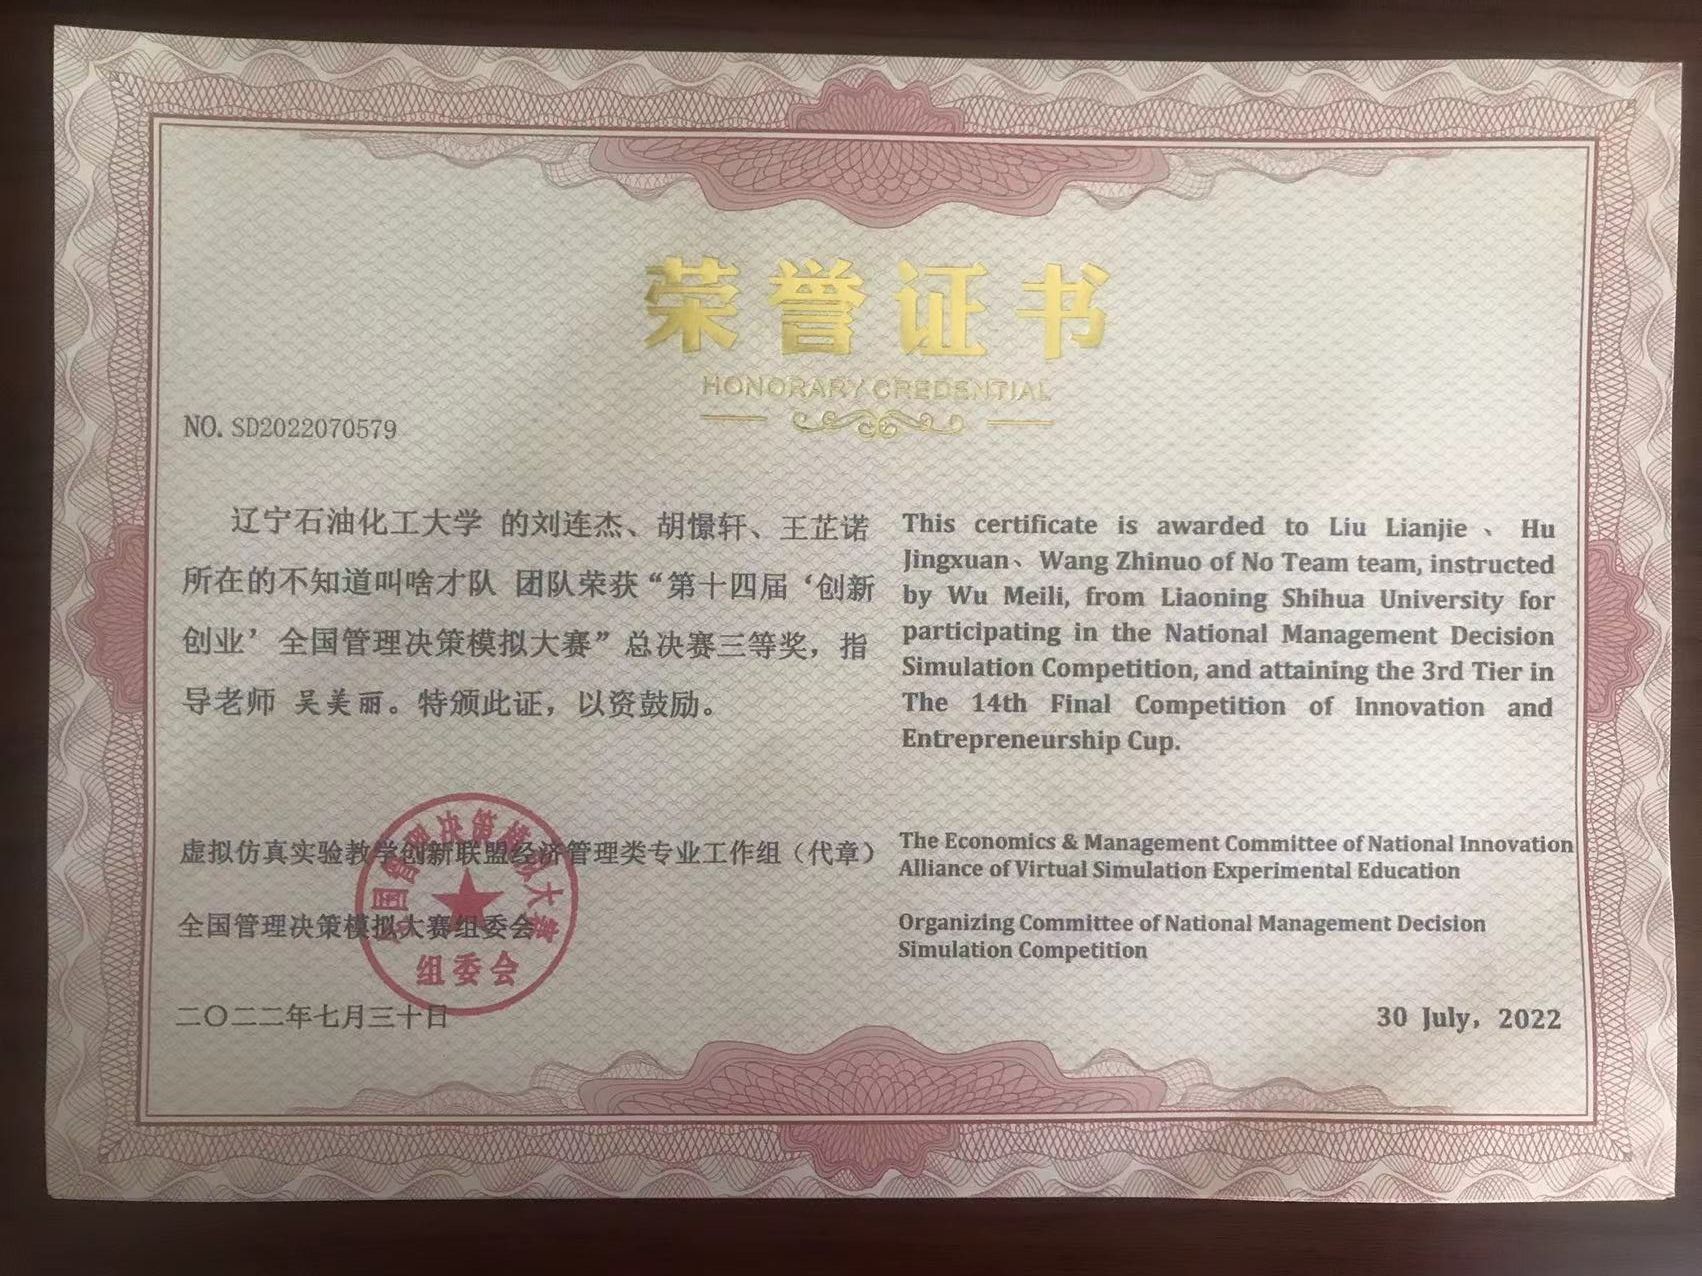 荣誉证书
HONORARY CREDENTIAL
NO. SD2022070579
辽宁石油化工大学 的刘连杰、胡憬轩、王芷诺
所在的不知道叫啥才队 团队荣获“第十四届‘创新
创业’全国管理决策模拟大赛”总决赛三等奖，指
导老师 吴美丽。特颁此证，以资鼓励。
This certificate is awarded to Liu Lianjie 、 Hu
Jingxuan、 Wang Zhinuo of No Team team, instructed
by Wu Meili, from Liaoning Shihua University for
participating in the National Management Decision
Simulation Competition, and attaining the 3rd Tier in
The 14th Final Competition of Innovation and
Entrepreneurship Cup.
虚拟仿真实验教学创新联盟经济管理类专业工作组（代章）
全国管理决策模拟大赛组委会
二〇二二年七月三十日
全国管理决策模拟大赛
组委会
The Economics & Management Committee of National Innovation
Alliance of Virtual Simulation Experimental Education
Organizing Committee of National Management Decision
Simulation Competition
30 July, 2022